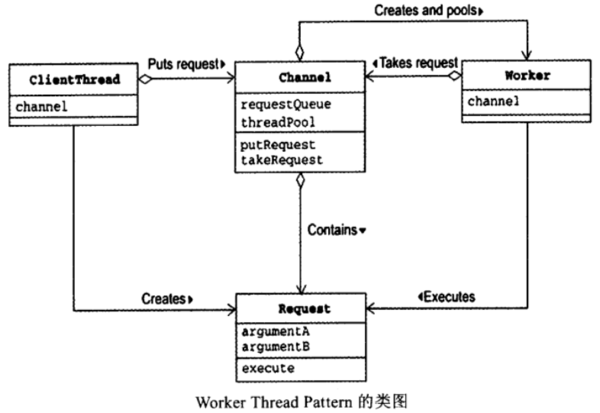 Creates and pools▶
Puts request▶
◀Takes request
ClientThread
channel
Channel
requestQueue
threadPool
putRequest
takeRequest
Worker
channel
Contains▼
Creates▶
◀Executes
Request
argumentA
argumentB
execute
Worker Thread Pattern 的类图